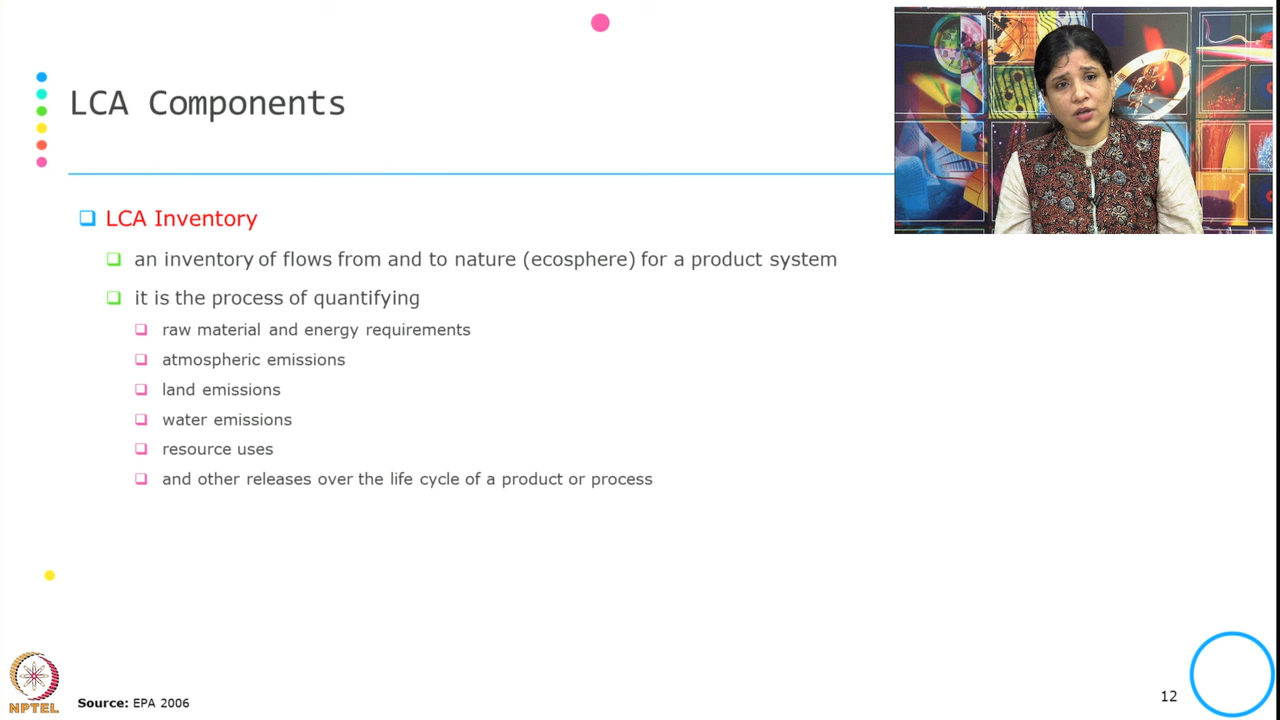 LCA Components
LCA Inventory
an inventory of flows from and to nature (ecosphere) for a product system
it is the process of quantifying
raw material and energy requirements
atmospheric emissions
land emissions
water emissions
resource uses
and other releases over the life cycle of a product or process
NPTEL
Source: EPA 2006
12